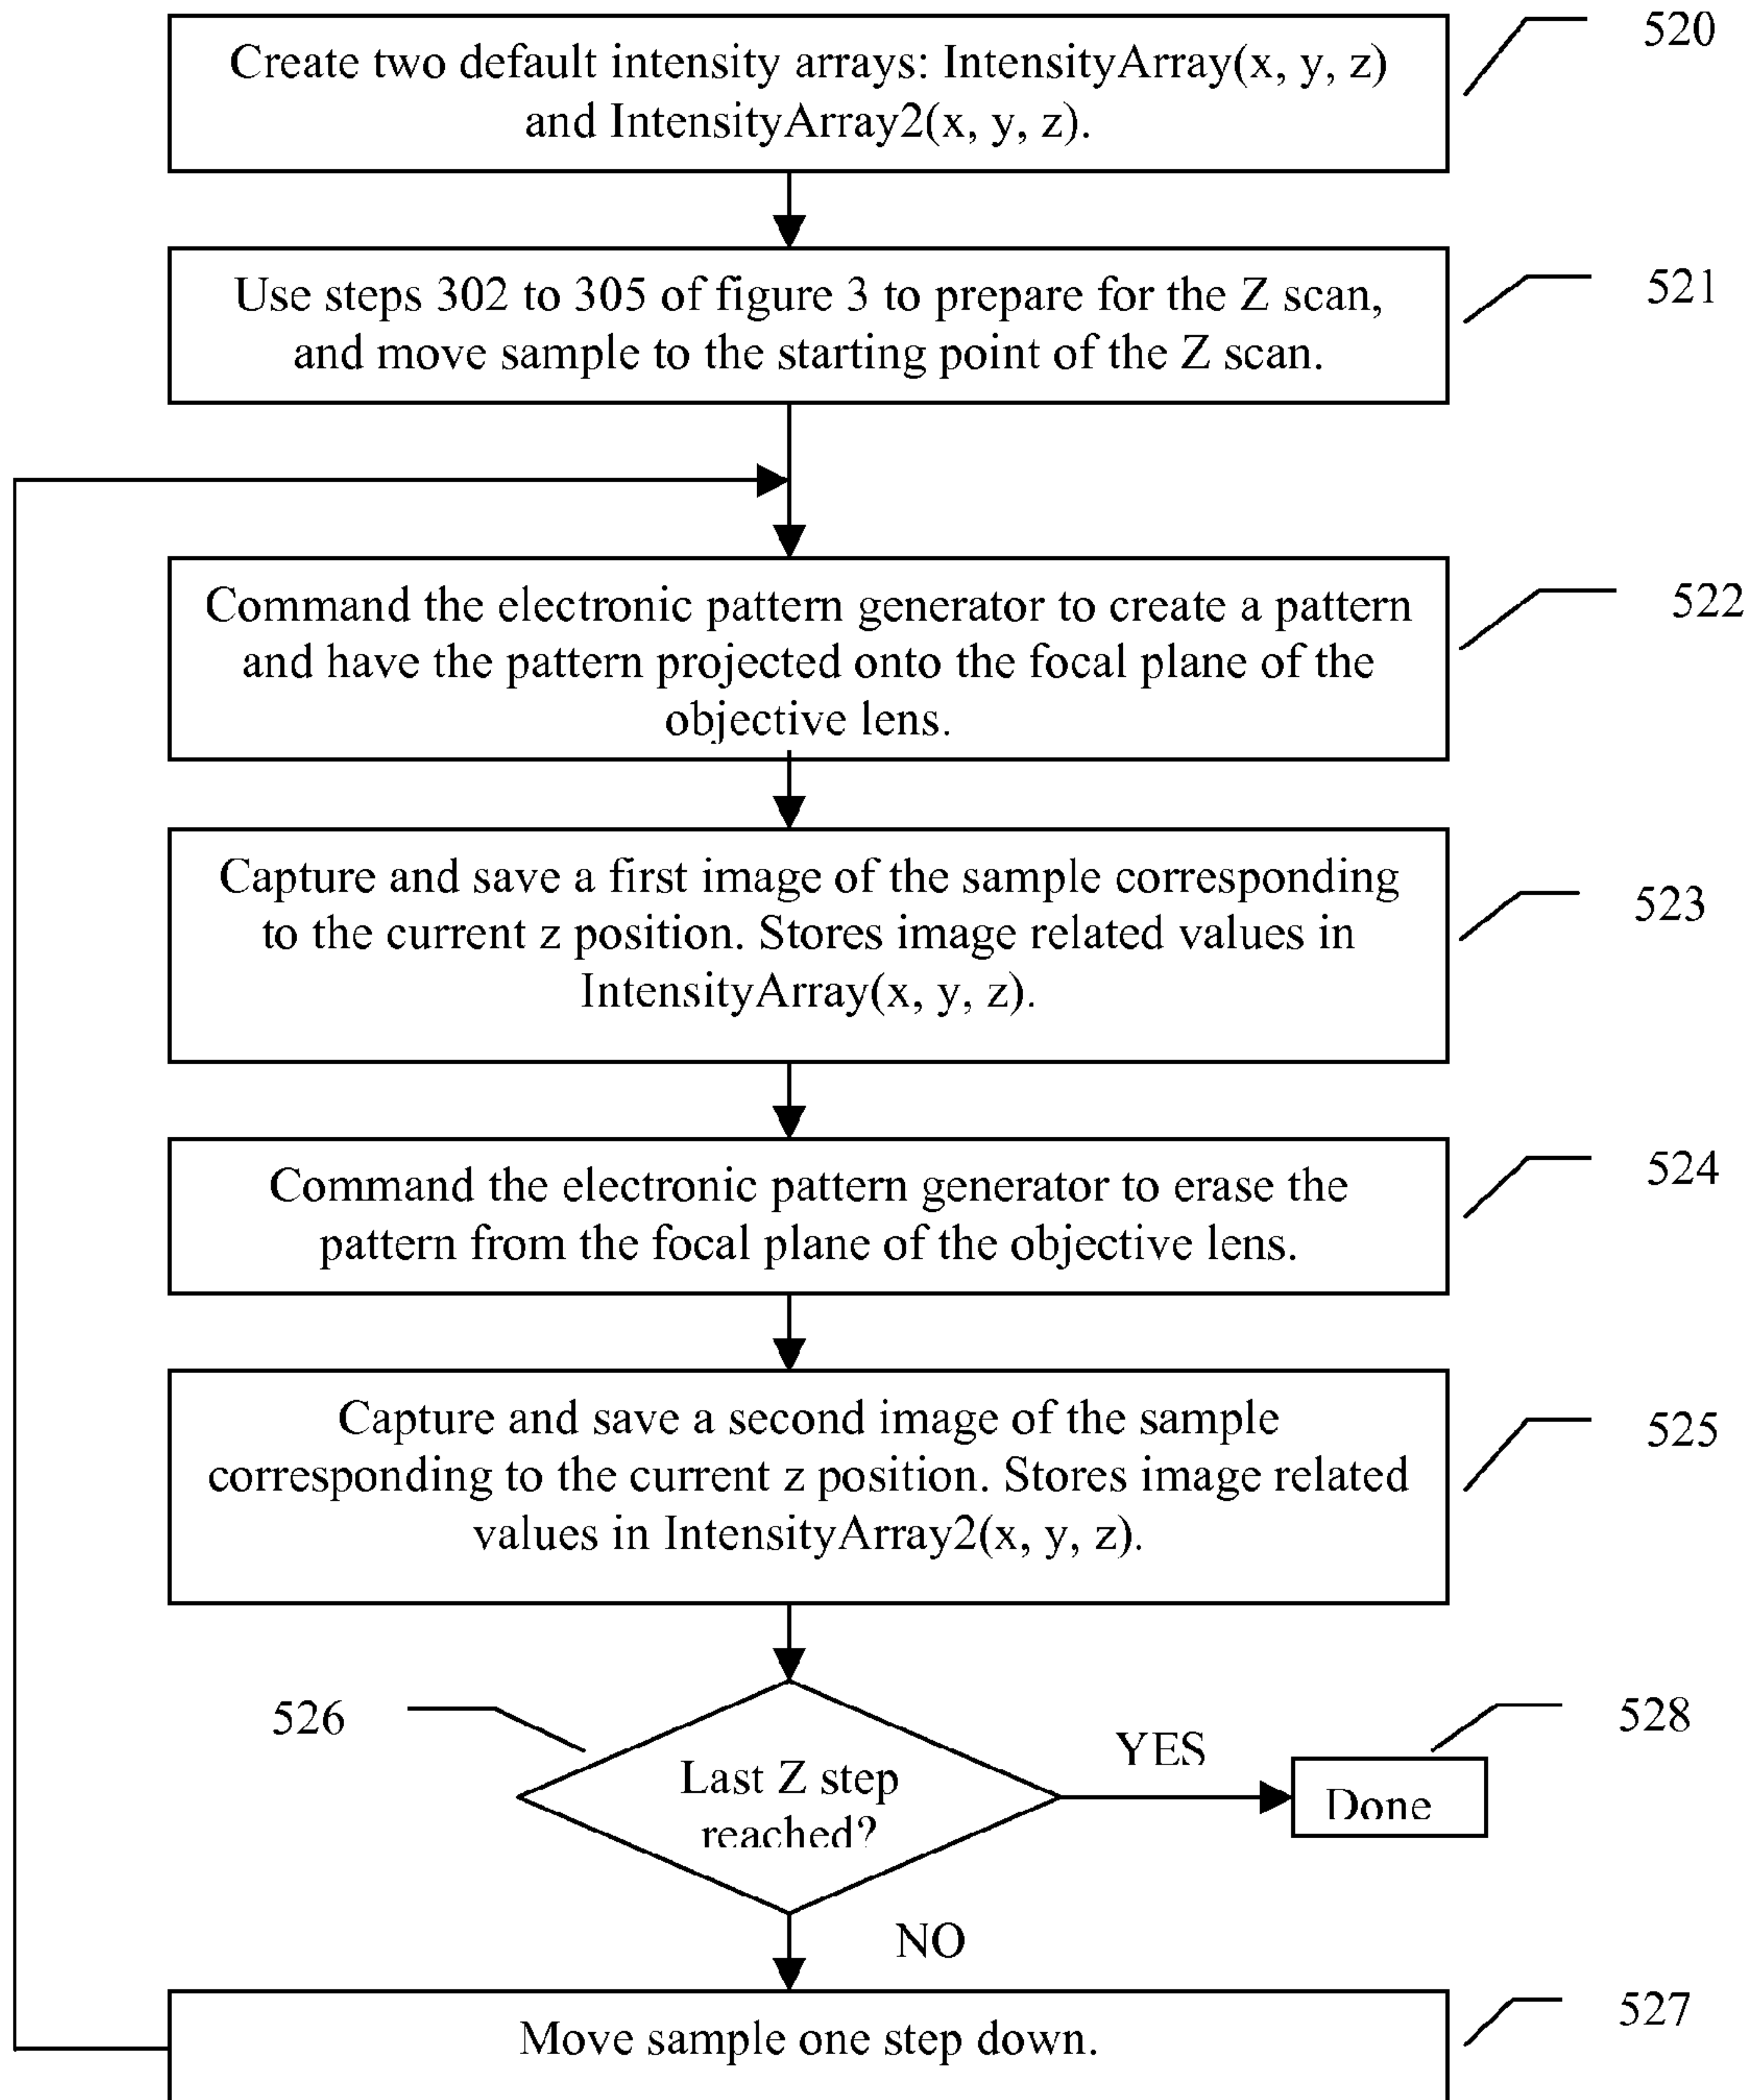 520
Create two default intensity arrays: IntensityArray(x, y, z)
and IntensityArray2(x, y, z).
521
Use steps 302 to 305 of figure 3 to prepare for the Z scan,
and move sample to the starting point of the Z scan.
522
Command the electronic pattern generator to create a pattern
and have the pattern projected onto the focal plane of the
objective lens.
523
Capture and save a first image of the sample corresponding
to the current z position. Stores image related values in
IntensityArray(x, y, z).
524
Command the electronic pattern generator to erase the
pattern from the focal plane of the objective lens.
525
Capture and save a second image of the sample
corresponding to the current z position. Stores image related
values in IntensityArray2(x, y, z).
526
Last Z step
reached?
YES
528
Done
NO
527
Move sample one step down.